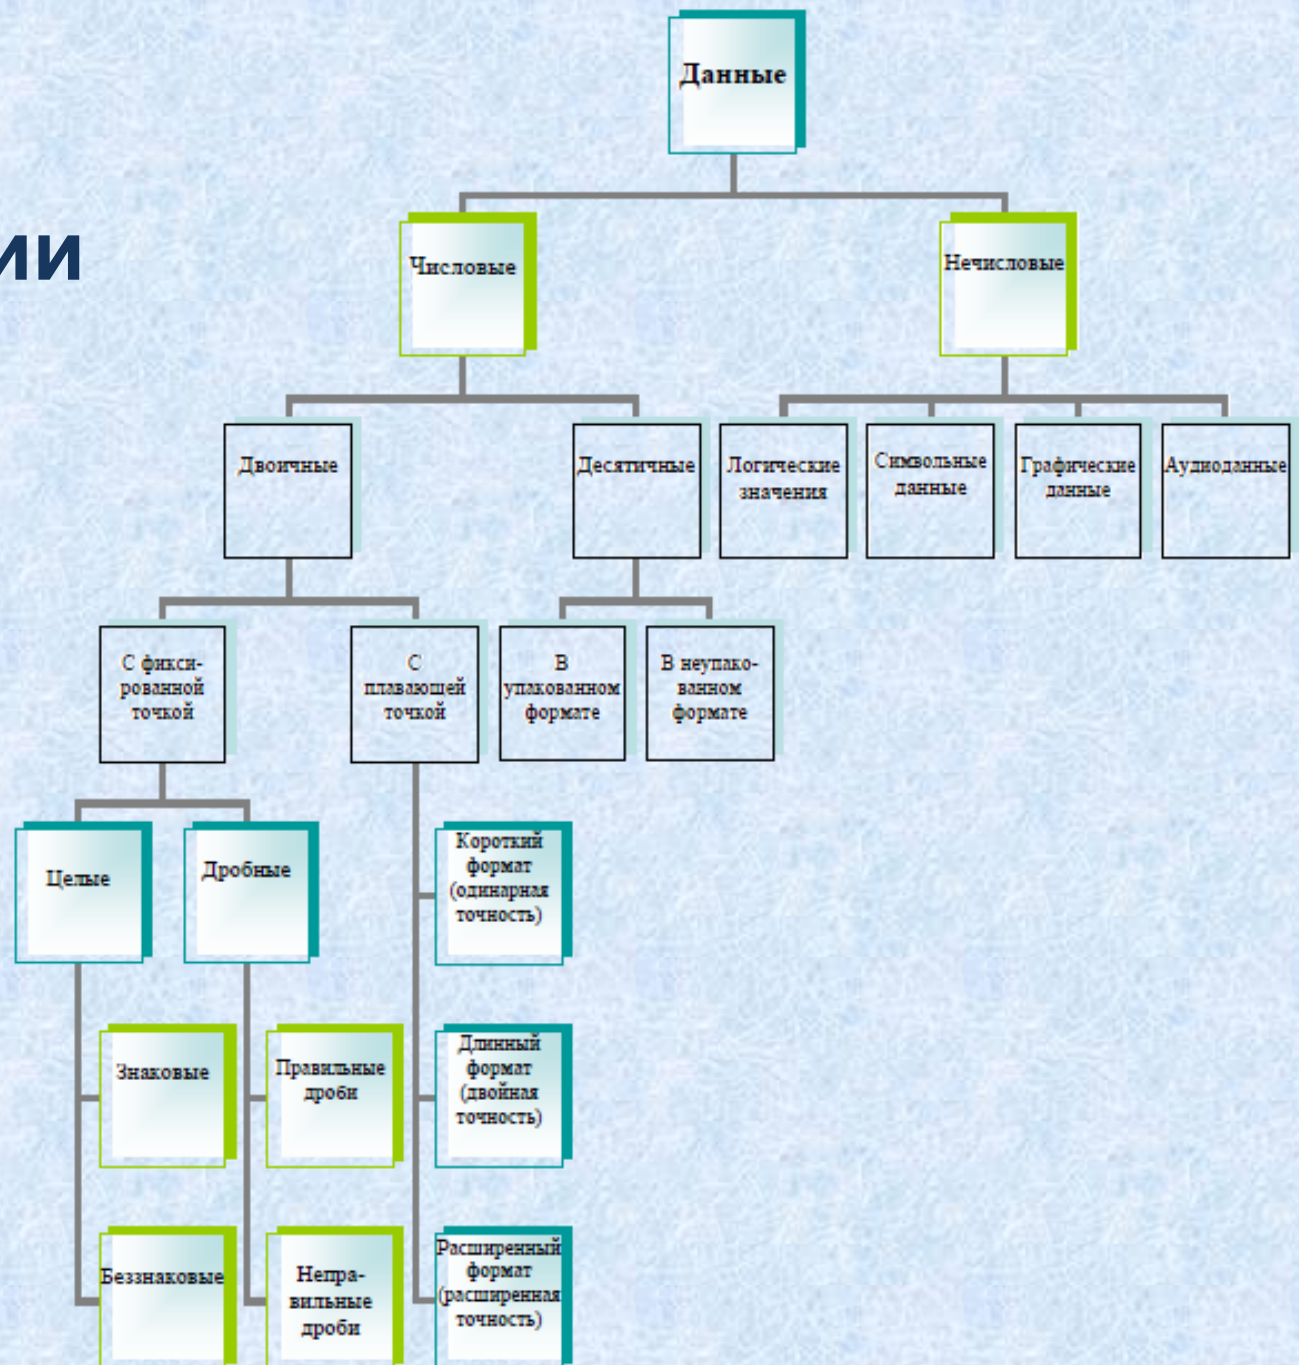 Данные
ии
Числовые
Нечисловые
Двоичные
Десятичные
Логические
значения
Символьные
данные
Графические
данные
Аудиоданные
С фикси-
рованной
точкой
С
плавающей
точкой
В
упакованном
формате
В неупако-
ванном
формате
Целые
Дробные
Короткий
формат
(одинарная
точность)
Знаковые
Правильные
дроби
Длинный
формат
(двойная
точность)
Беззнаковые
Непра-
вильные
дроби
Расширенный
формат
(расширенная
точность)